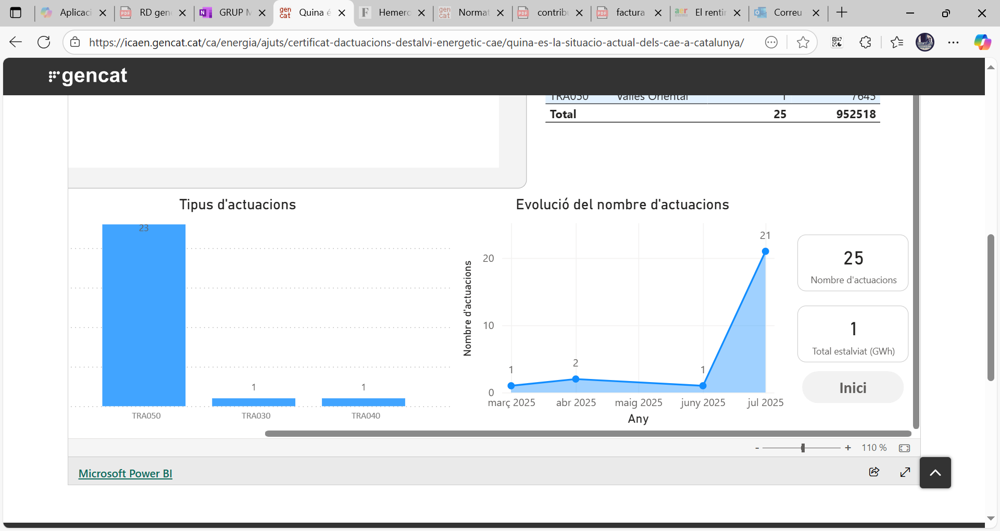 Aplicaci
RD gen
GRUP M
Quina é
Hemero
Normat
contribu
factura
El rentin
Correu
https://icaen.gencat.cat/ca/energia/ajuts/certificat-dactuacions-destalvi-energetic-cae/quina-es-la-situacio-actual-dels-cae-a-catalunya/
gencat
TRA050 Vallès Oriental 1 7645
Total 25 952518
Tipus d'actuacions
23
1
1
TRA050
TRA030
TRA040
Evolució del nombre d'actuacions
Nombre d'actuacions
20
10
0
1
2
1
21
març 2025
abr 2025
maig 2025
juny 2025
jul 2025
Any
25
Nombre d'actuacions
1
Total estalviat (GWh)
Inici
- + 110 %
Microsoft Power BI